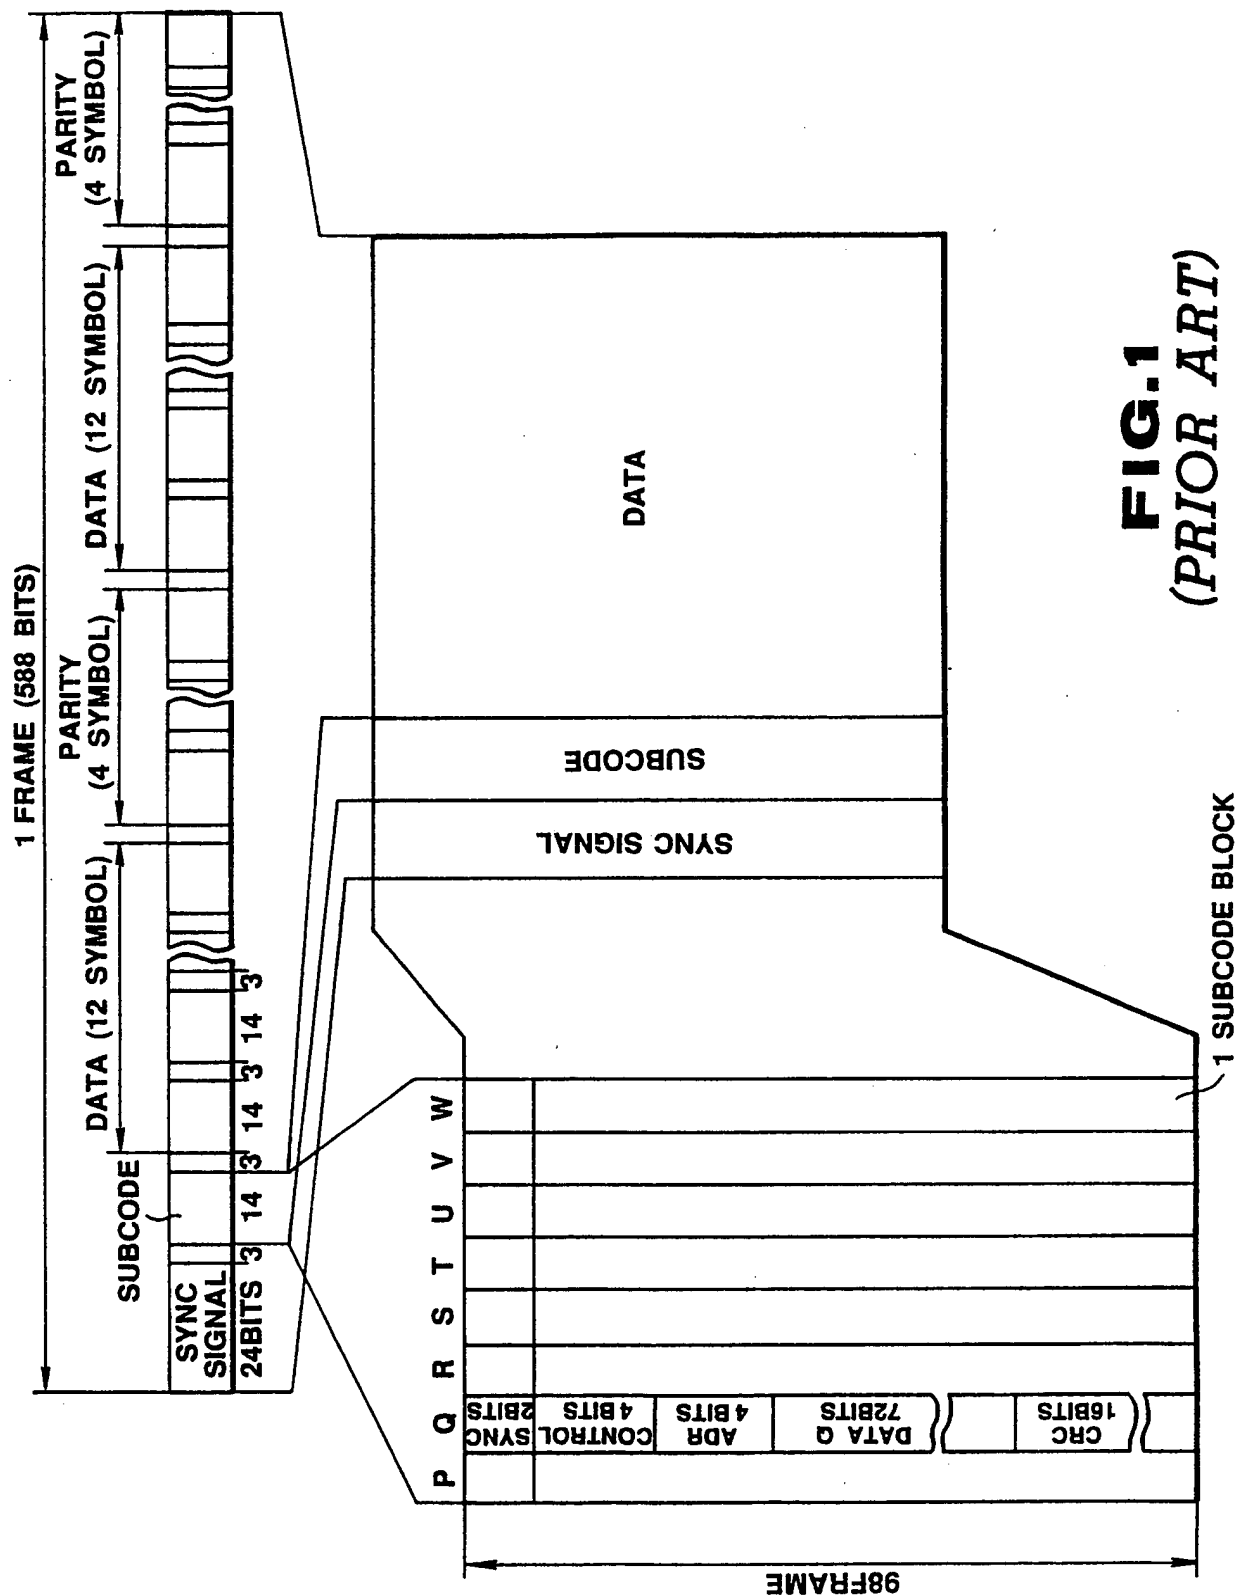 1 FRAME (588 BITS)
SUBCODE
DATA (12 SYMBOL)
PARITY
(4 SYMBOL)
DATA (12 SYMBOL)
PARITY
(4 SYMBOL)
SYNC
SIGNAL
24BITS 3 14 3 14 3 14 3
P Q R S T U V W
SYNC
2BITS
CONTROL
4 BITS
ADR
4 BITS
DATA Q
72BITS
CRC
16BITS
98FRAME
SYNC SIGNAL
SUBCODE
DATA
1 SUBCODE BLOCK
FIG.1
(PRIOR ART)